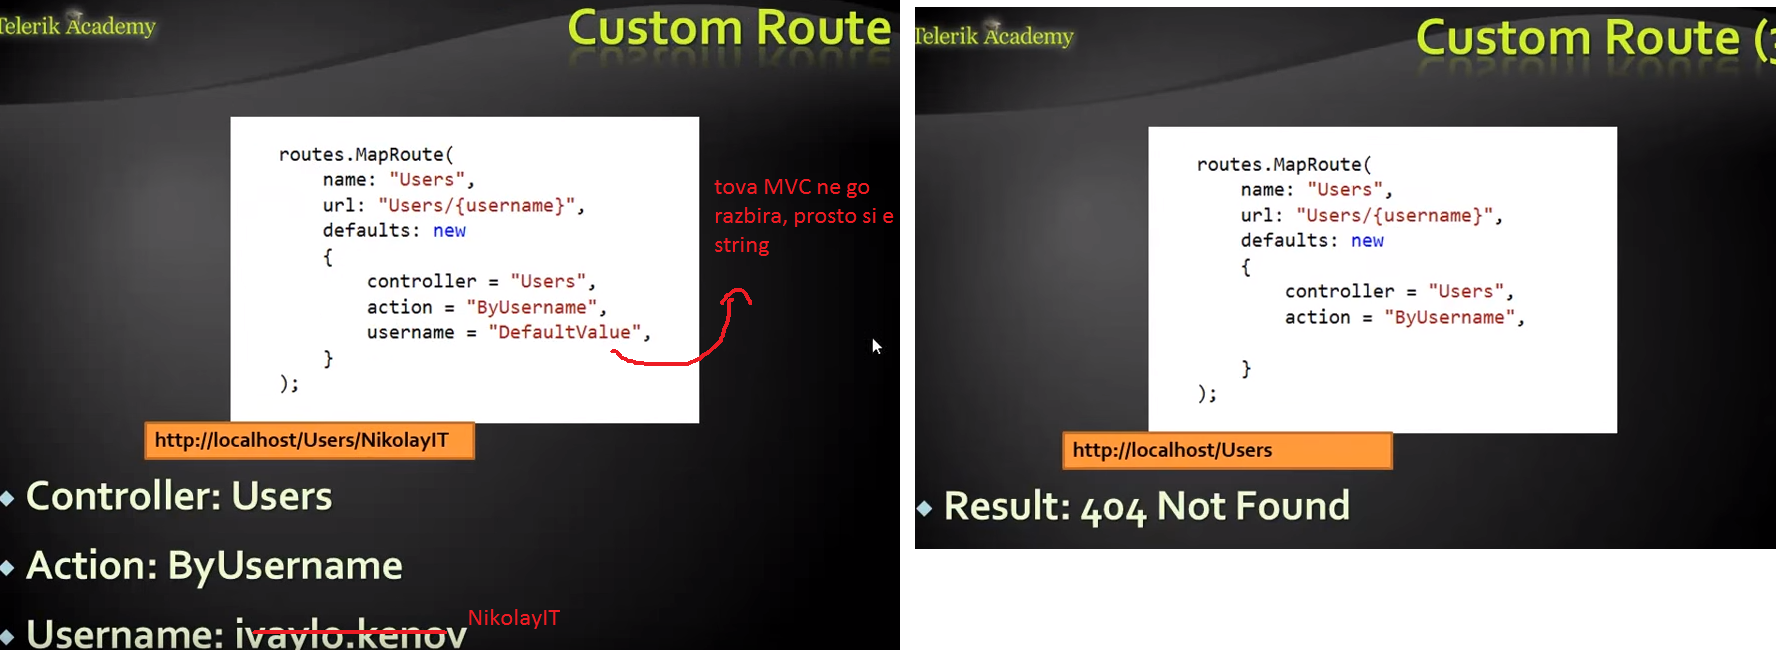 Telerik Academy
Custom Route
routes.MapRoute(
name: "Users",
url: "Users/{username}",
defaults: new
{
controller = "Users",
action = "ByUsername",
username = "DefaultValue",
}
);
tova MVC ne go
razbira, prosto si e
string
http://localhost/Users/NikolayIT
Controller: Users
Action: ByUsername
Username: ivaylo.kenov
NikolayIT
Telerik Academy
Custom Route (3
routes.MapRoute(
name: "Users",
url: "Users/{username}",
defaults: new
{
controller = "Users",
action = "ByUsername",
}
);
http://localhost/Users
Result: 404 Not Found